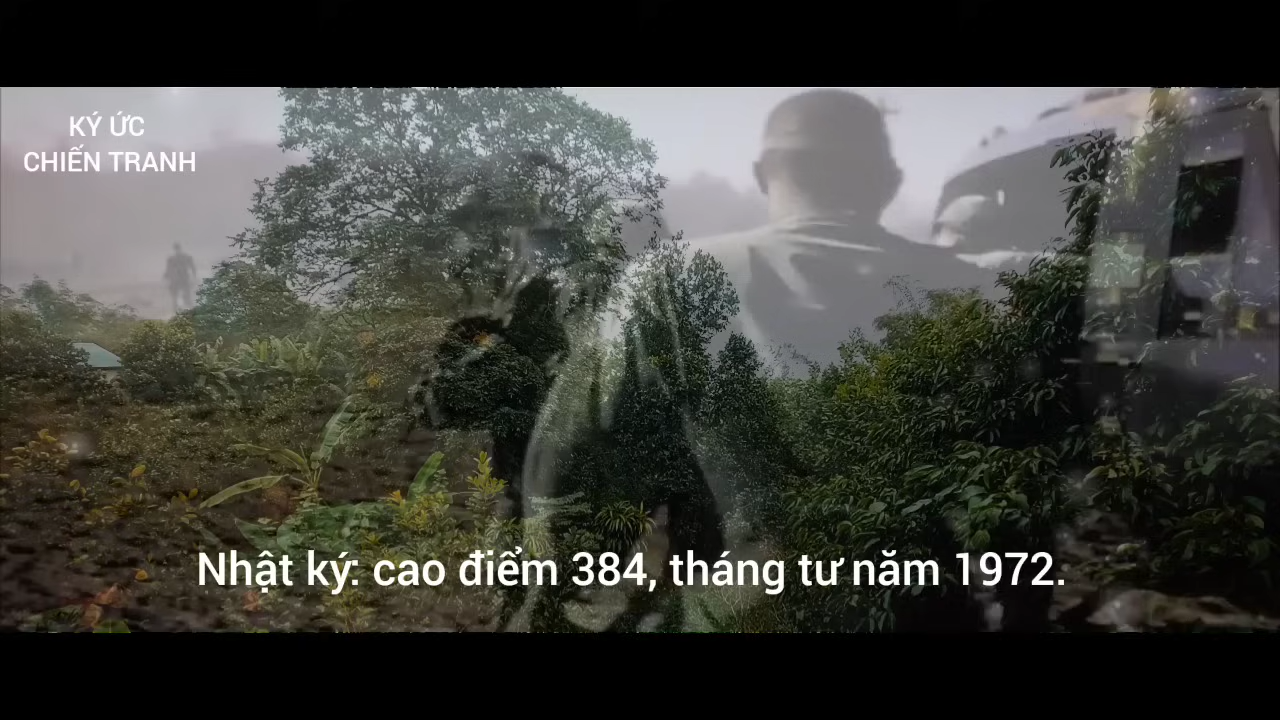 KÝ ỨC
CHIẾN TRANH
Nhật ký: cao điểm 384, tháng tư năm 1972.